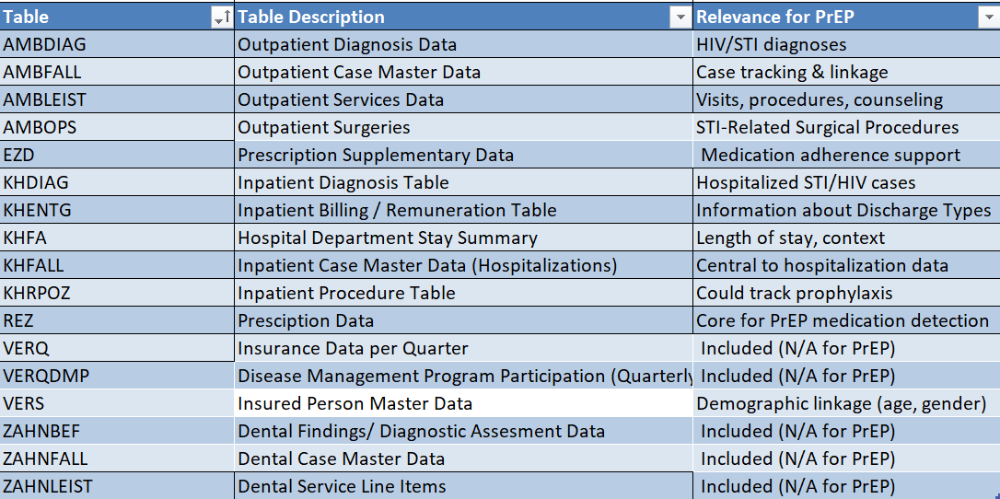 Table Table Description Relevance for PrEP
AMBDIAG Outpatient Diagnosis Data HIV/STI diagnoses
AMBFALL Outpatient Case Master Data Case tracking & linkage
AMBLEIST Outpatient Services Data Visits, procedures, counseling
AMBOPS Outpatient Surgeries STI-Related Surgical Procedures
EZD Prescription Supplementary Data Medication adherence support
KHDIAG Inpatient Diagnosis Table Hospitalized STI/HIV cases
KHENTG Inpatient Billing / Remuneration Table Information about Discharge Types
KHFA Hospital Department Stay Summary Length of stay, context
KHFALL Inpatient Case Master Data (Hospitalizations) Central to hospitalization data
KHRPOZ Inpatient Procedure Table Could track prophylaxis
REZ Presciption Data Core for PrEP medication detection
VERQ Insurance Data per Quarter Included (N/A for PrEP)
VERQDMP Disease Management Program Participation (Quarterly Included (N/A for PrEP)
VERS Insured Person Master Data Demographic linkage (age, gender)
ZAHNBEF Dental Findings/ Diagnostic Assesment Data Included (N/A for PrEP)
ZAHNFALL Dental Case Master Data Included (N/A for PrEP)
ZAHNLEIST Dental Service Line Items Included (N/A for PrEP)